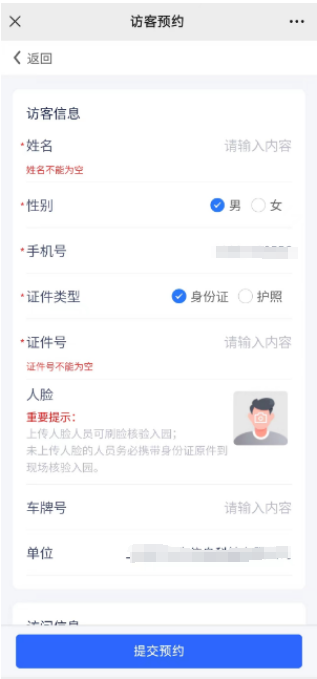 访客预约
返回
访客信息
*姓名 请输入内容
姓名不能为空
*性别 男 女
*手机号
*证件类型 身份证 护照
*证件号 请输入内容
证件号不能为空
人脸
重要提示：
上传人脸人员可刷脸核验入园；
未上传人脸的人员务必携带身份证原件到
现场核验入园。
车牌号 请输入内容
单位
访问信息
提交预约